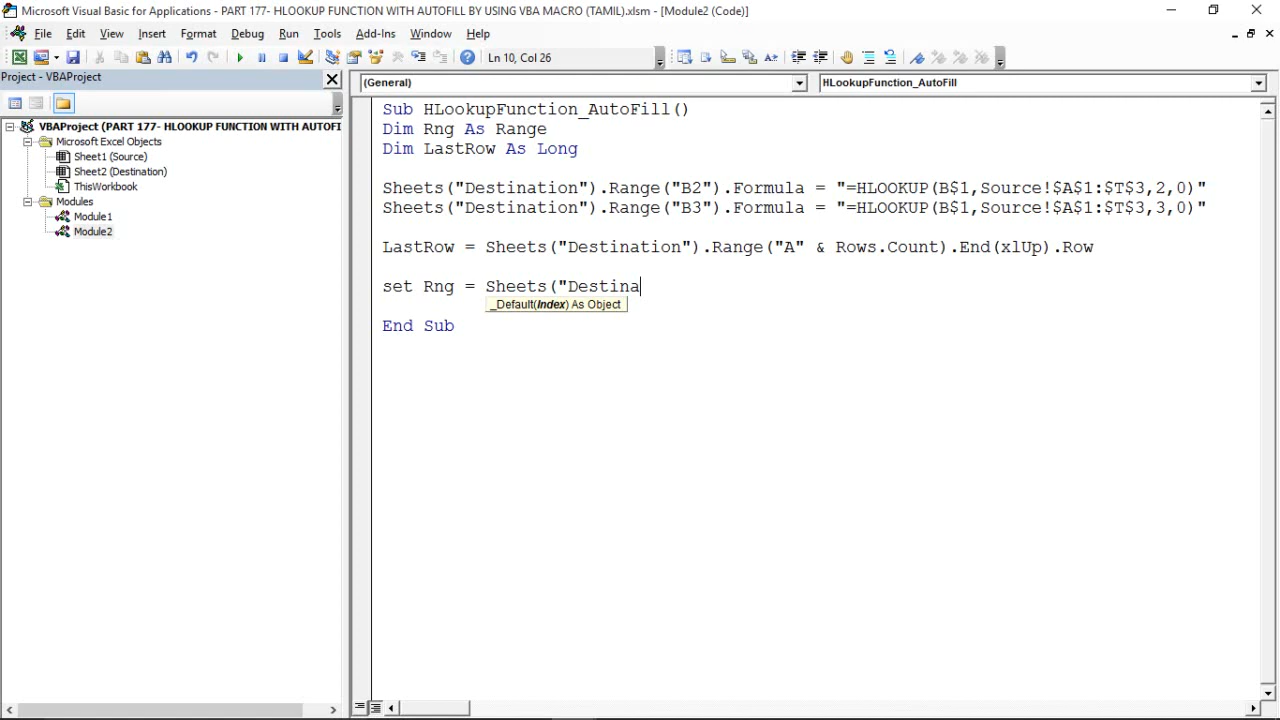 Microsoft Visual Basic for Applications - PART 177- HLOOKUP FUNCTION WITH AUTOFILL BY USING VBA MACRO (TAMIL).xlsm - [Module2 (Code)]
File Edit View Insert Format Debug Run Tools Add-Ins Window Help
Ln 10, Col 26
Project - VBAProject
(General)
HLookupFunction_AutoFill
VBAProject (PART 177- HLOOKUP FUNCTION WITH AUTOFI
Microsoft Excel Objects
Sheet1 (Source)
Sheet2 (Destination)
ThisWorkbook
Modules
Module1
Module2
Sub HLookupFunction_AutoFill()
Dim Rng As Range
Dim LastRow As Long
Sheets("Destination").Range("B2").Formula = "=HLOOKUP(B$1,Source!$A$1:$T$3,2,0)"
Sheets("Destination").Range("B3").Formula = "=HLOOKUP(B$1,Source!$A$1:$T$3,3,0)"
LastRow = Sheets("Destination").Range("A" & Rows.Count).End(xlUp).Row
set Rng = Sheets("Destina
_Default(Index) As Object
End Sub